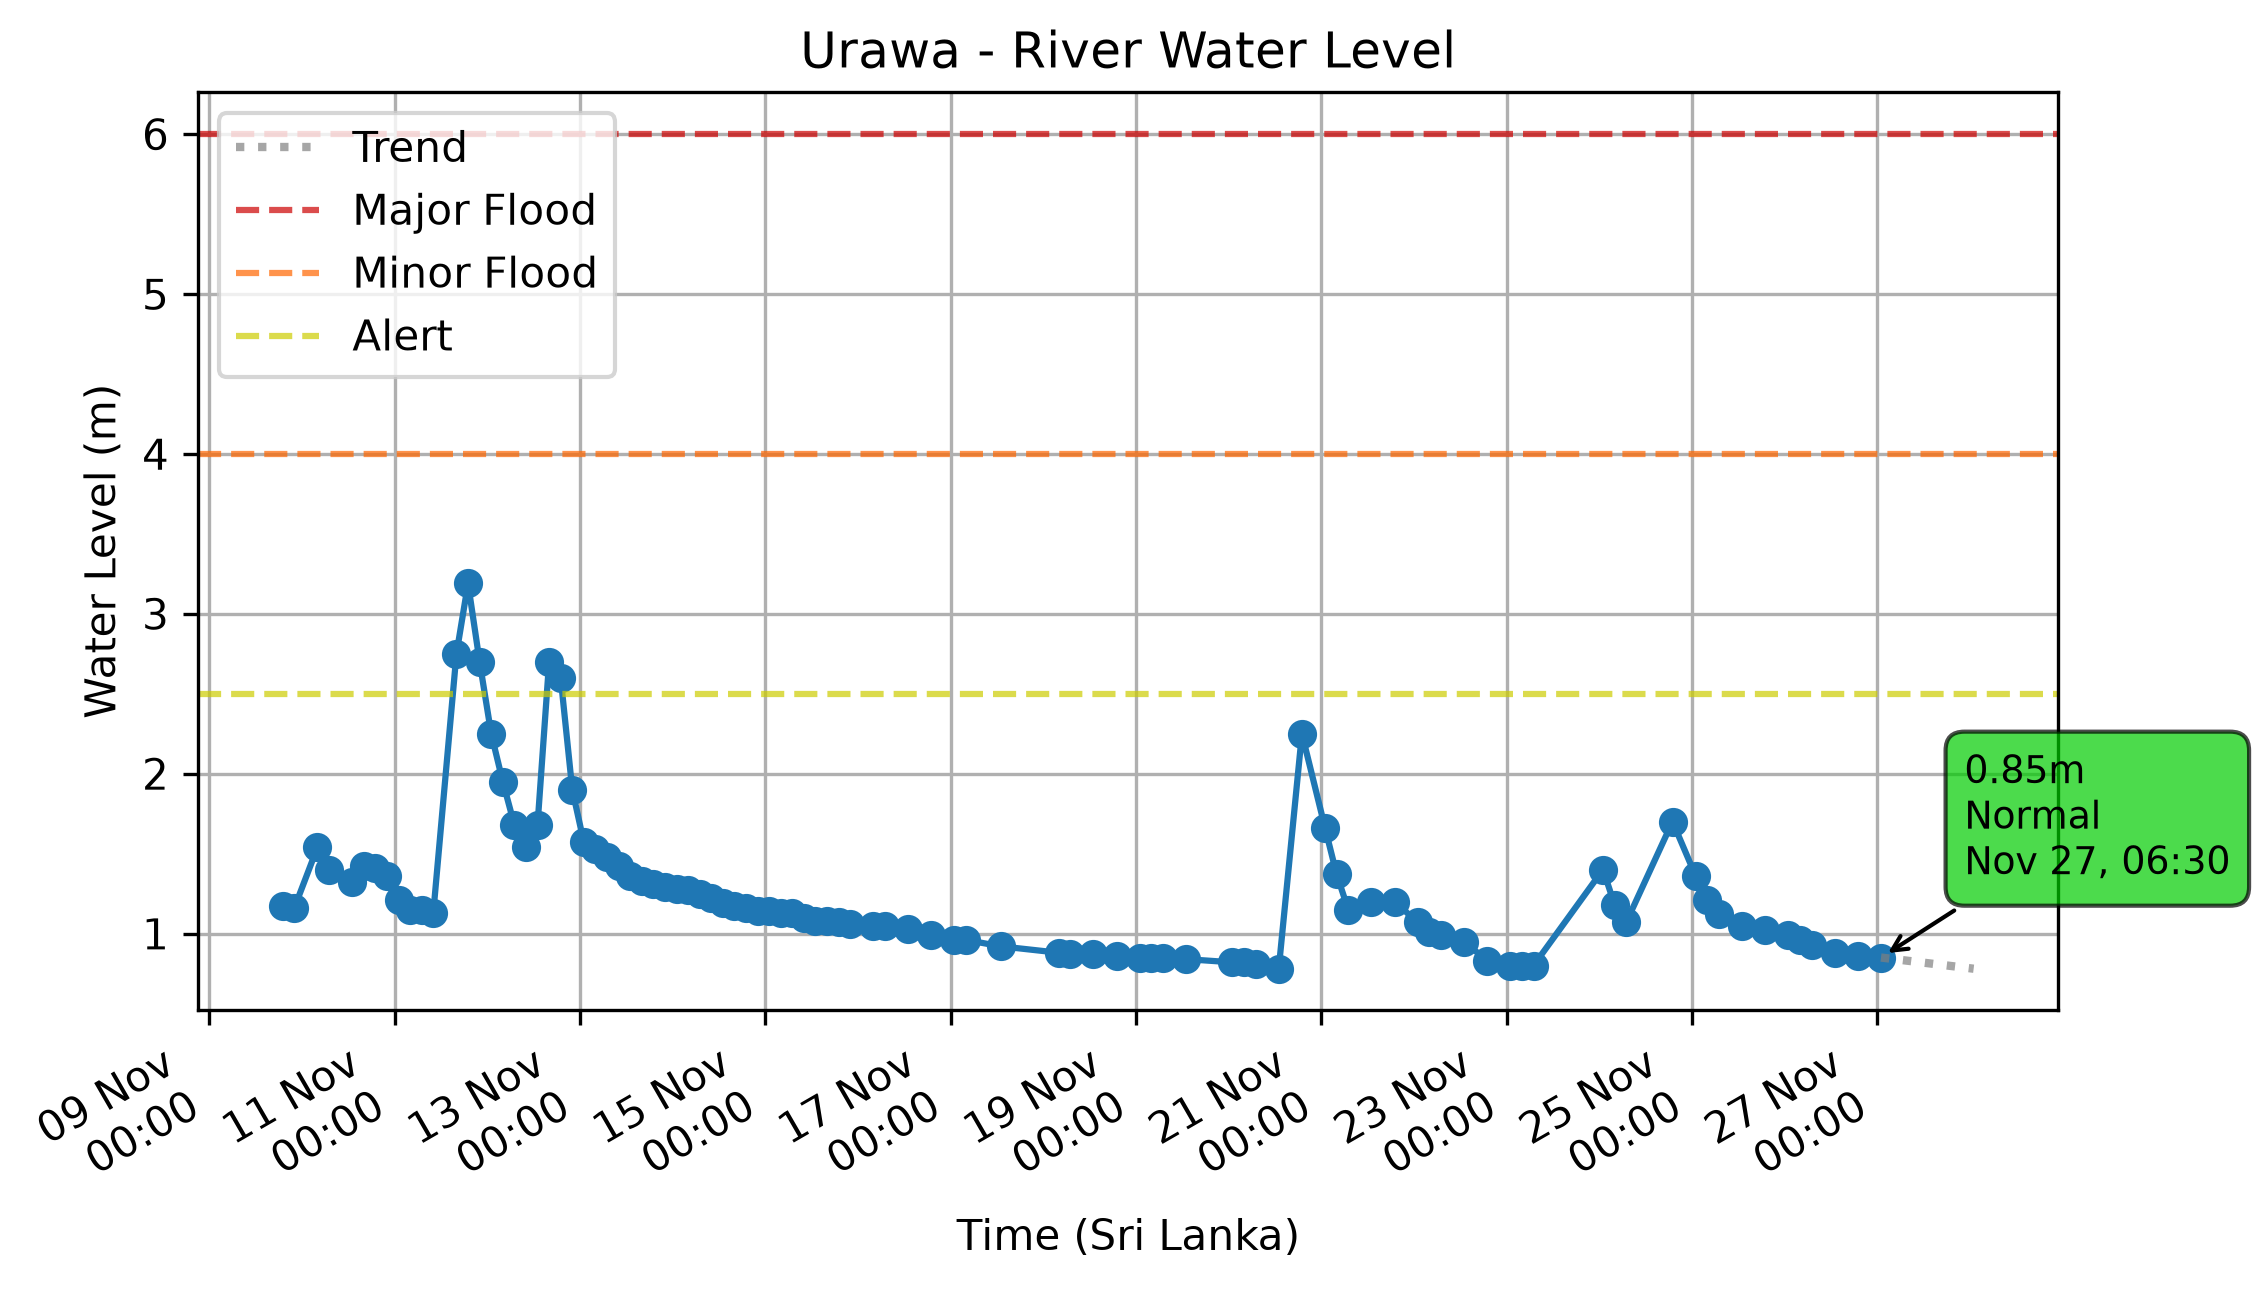 Urawa - River Water Level
Trend
Major Flood
Minor Flood
Alert
6
5
4
3
2
1
Water Level (m)
0.85m
Normal
Nov 27, 06:30
09 Nov
00:00
11 Nov
00:00
13 Nov
00:00
15 Nov
00:00
17 Nov
00:00
19 Nov
00:00
21 Nov
00:00
23 Nov
00:00
25 Nov
00:00
27 Nov
00:00
Time (Sri Lanka)